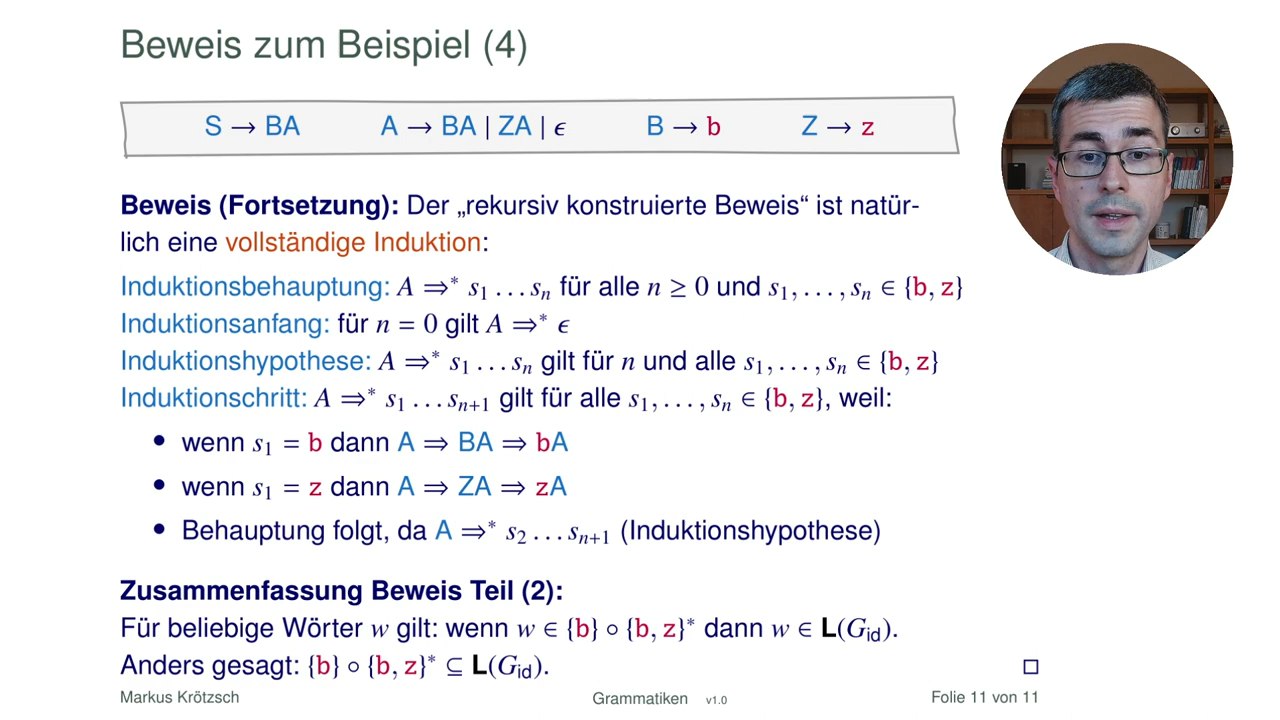 Beweis zum Beispiel (4)
S → BA A → BA | ZA | ϵ B → b Z → z
Beweis (Fortsetzung): Der „rekursiv konstruierte Beweis“ ist natür-
lich eine vollständige Induktion:
Induktionsbehauptung: A ⇒* s₁ … sₙ für alle n ≥ 0 und s₁, …, sₙ ∈ {b, z}
Induktionsanfang: für n = 0 gilt A ⇒* ϵ
Induktionshypothese: A ⇒* s₁ … sₙ gilt für n und alle s₁, …, sₙ ∈ {b, z}
Induktionschritt: A ⇒* s₁ … sₙ₊₁ gilt für alle s₁, …, sₙ ∈ {b, z}, weil:
• wenn s₁ = b dann A ⇒ BA ⇒ bA
• wenn s₁ = z dann A ⇒ ZA ⇒ zA
• Behauptung folgt, da A ⇒* s₂ … sₙ₊₁ (Induktionshypothese)
Zusammenfassung Beweis Teil (2):
Für beliebige Wörter w gilt: wenn w ∈ {b} ∘ {b, z}* dann w ∈ L(G_id).
Anders gesagt: {b} ∘ {b, z}* ⊆ L(G_id). □
Markus Krötzsch Grammatiken v1.0 Folie 11 von 11